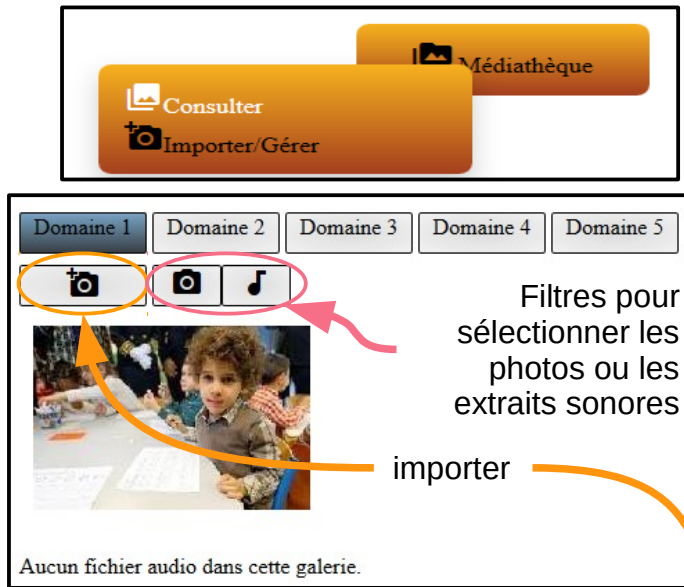 Médiathèque
Consulter
Importer/Gérer
Domaine 1
Domaine 2
Domaine 3
Domaine 4
Domaine 5
Filtres pour
sélectionner les
photos ou les
extraits sonores
importer
Aucun fichier audio dans cette galerie.